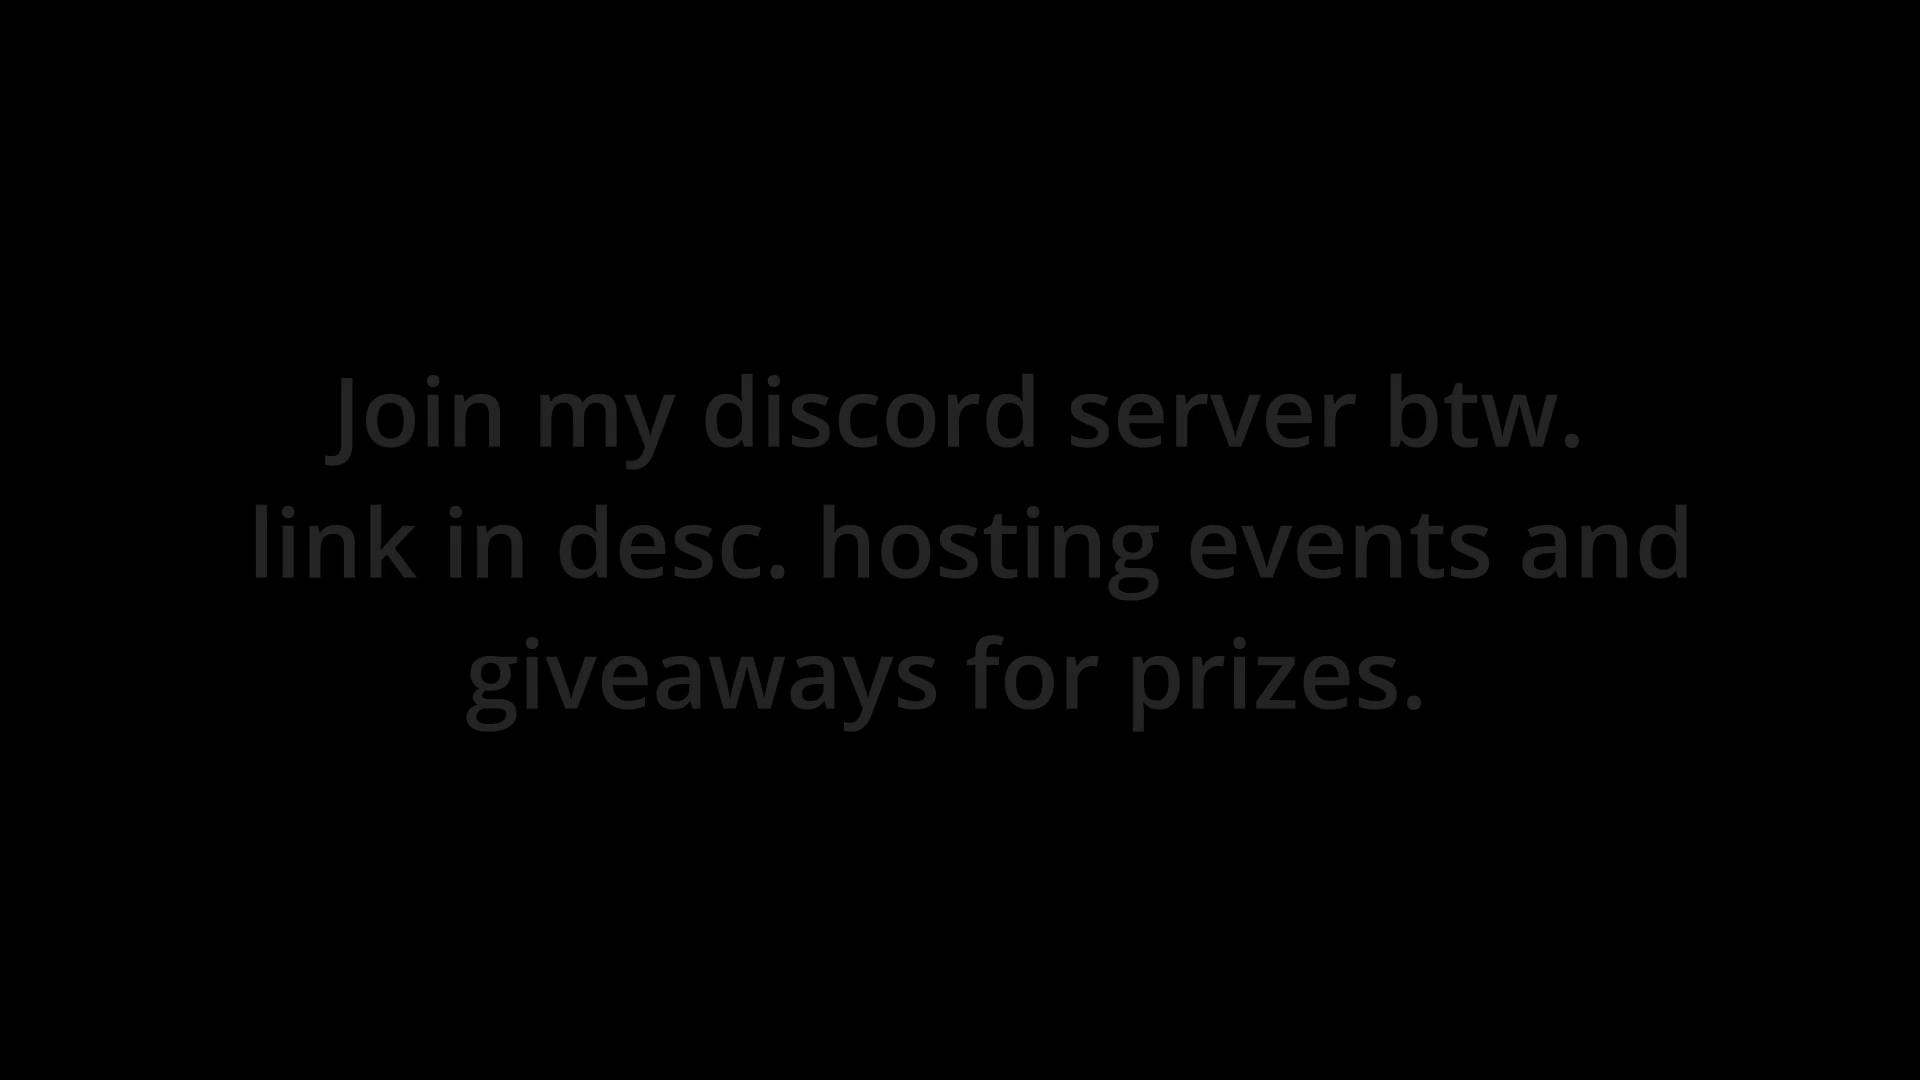 Join my discord server btw.
link in desc. hosting events and
giveaways for prizes.